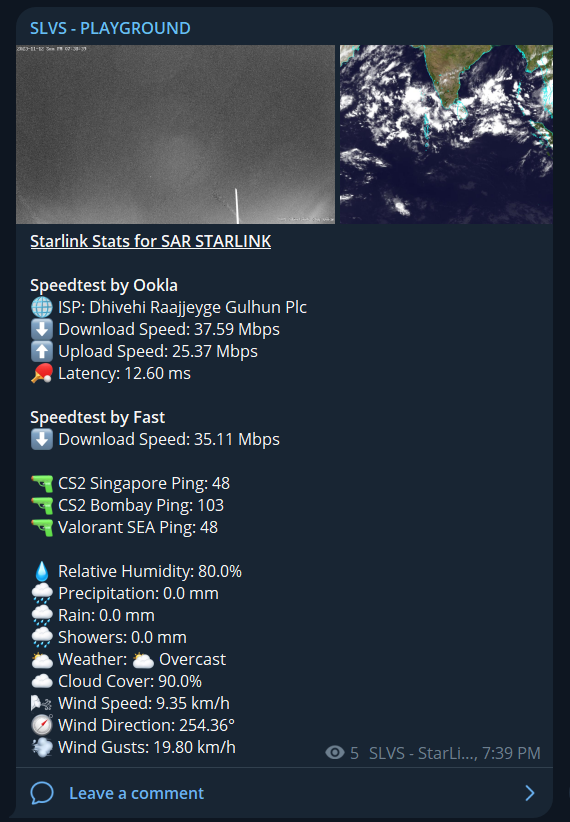 SLVS - PLAYGROUND
Starlink Stats for SAR STARLINK
Speedtest by Ookla
ISP: Dhivehi Raajjeyge Gulhun Plc
Download Speed: 37.59 Mbps
Upload Speed: 25.37 Mbps
Latency: 12.60 ms
Speedtest by Fast
Download Speed: 35.11 Mbps
CS2 Singapore Ping: 48
CS2 Bombay Ping: 103
Valorant SEA Ping: 48
Relative Humidity: 80.0%
Precipitation: 0.0 mm
Rain: 0.0 mm
Showers: 0.0 mm
Weather: Overcast
Cloud Cover: 90.0%
Wind Speed: 9.35 km/h
Wind Direction: 254.36°
Wind Gusts: 19.80 km/h
5 SLVS - StarLi..., 7:39 PM
Leave a comment